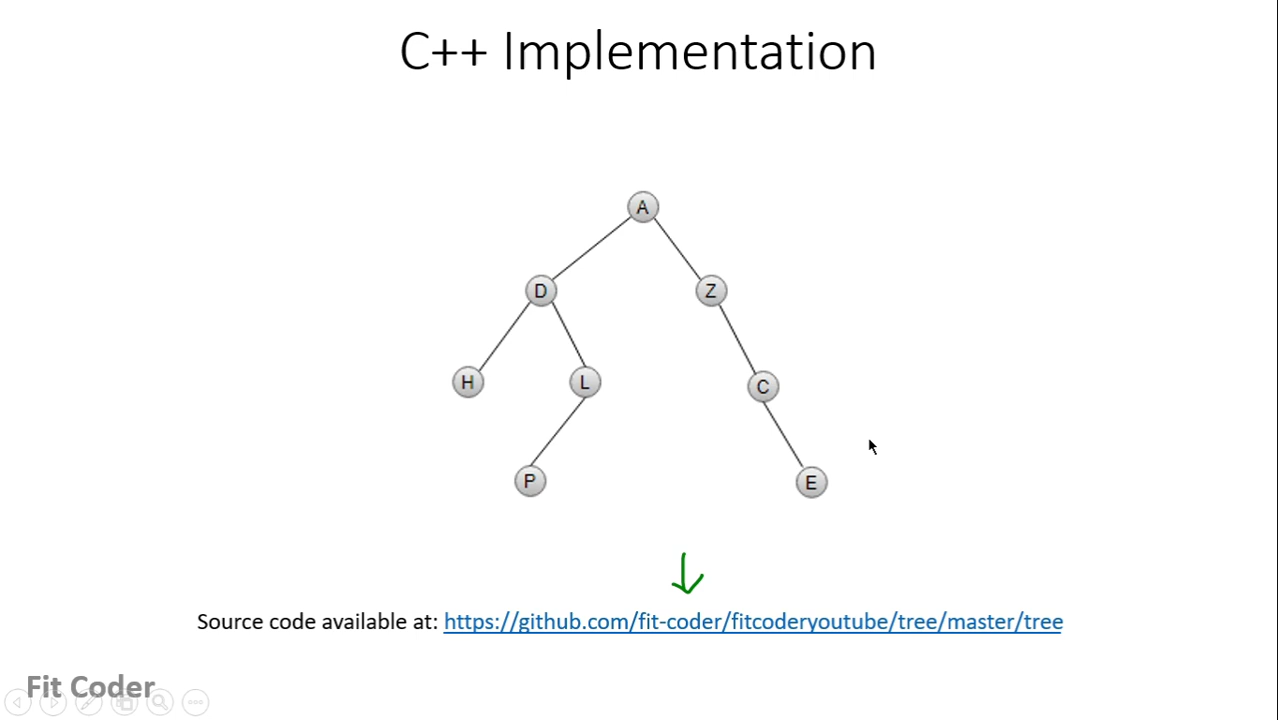 C++ Implementation
A
D Z
H L C
P E
Source code available at: https://github.com/fit-coder/fitcoderyoutube/tree/master/tree
Fit Coder